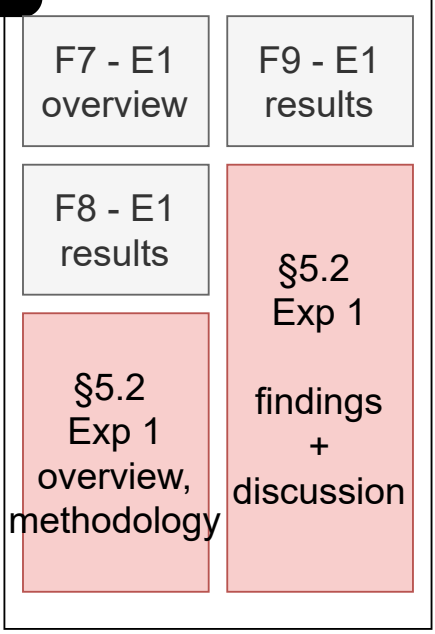 F7 - E1
overview
F8 - E1
results
§5.2
Exp 1
overview,
methodology
F9 - E1
results
§5.2
Exp 1
findings
+
discussion